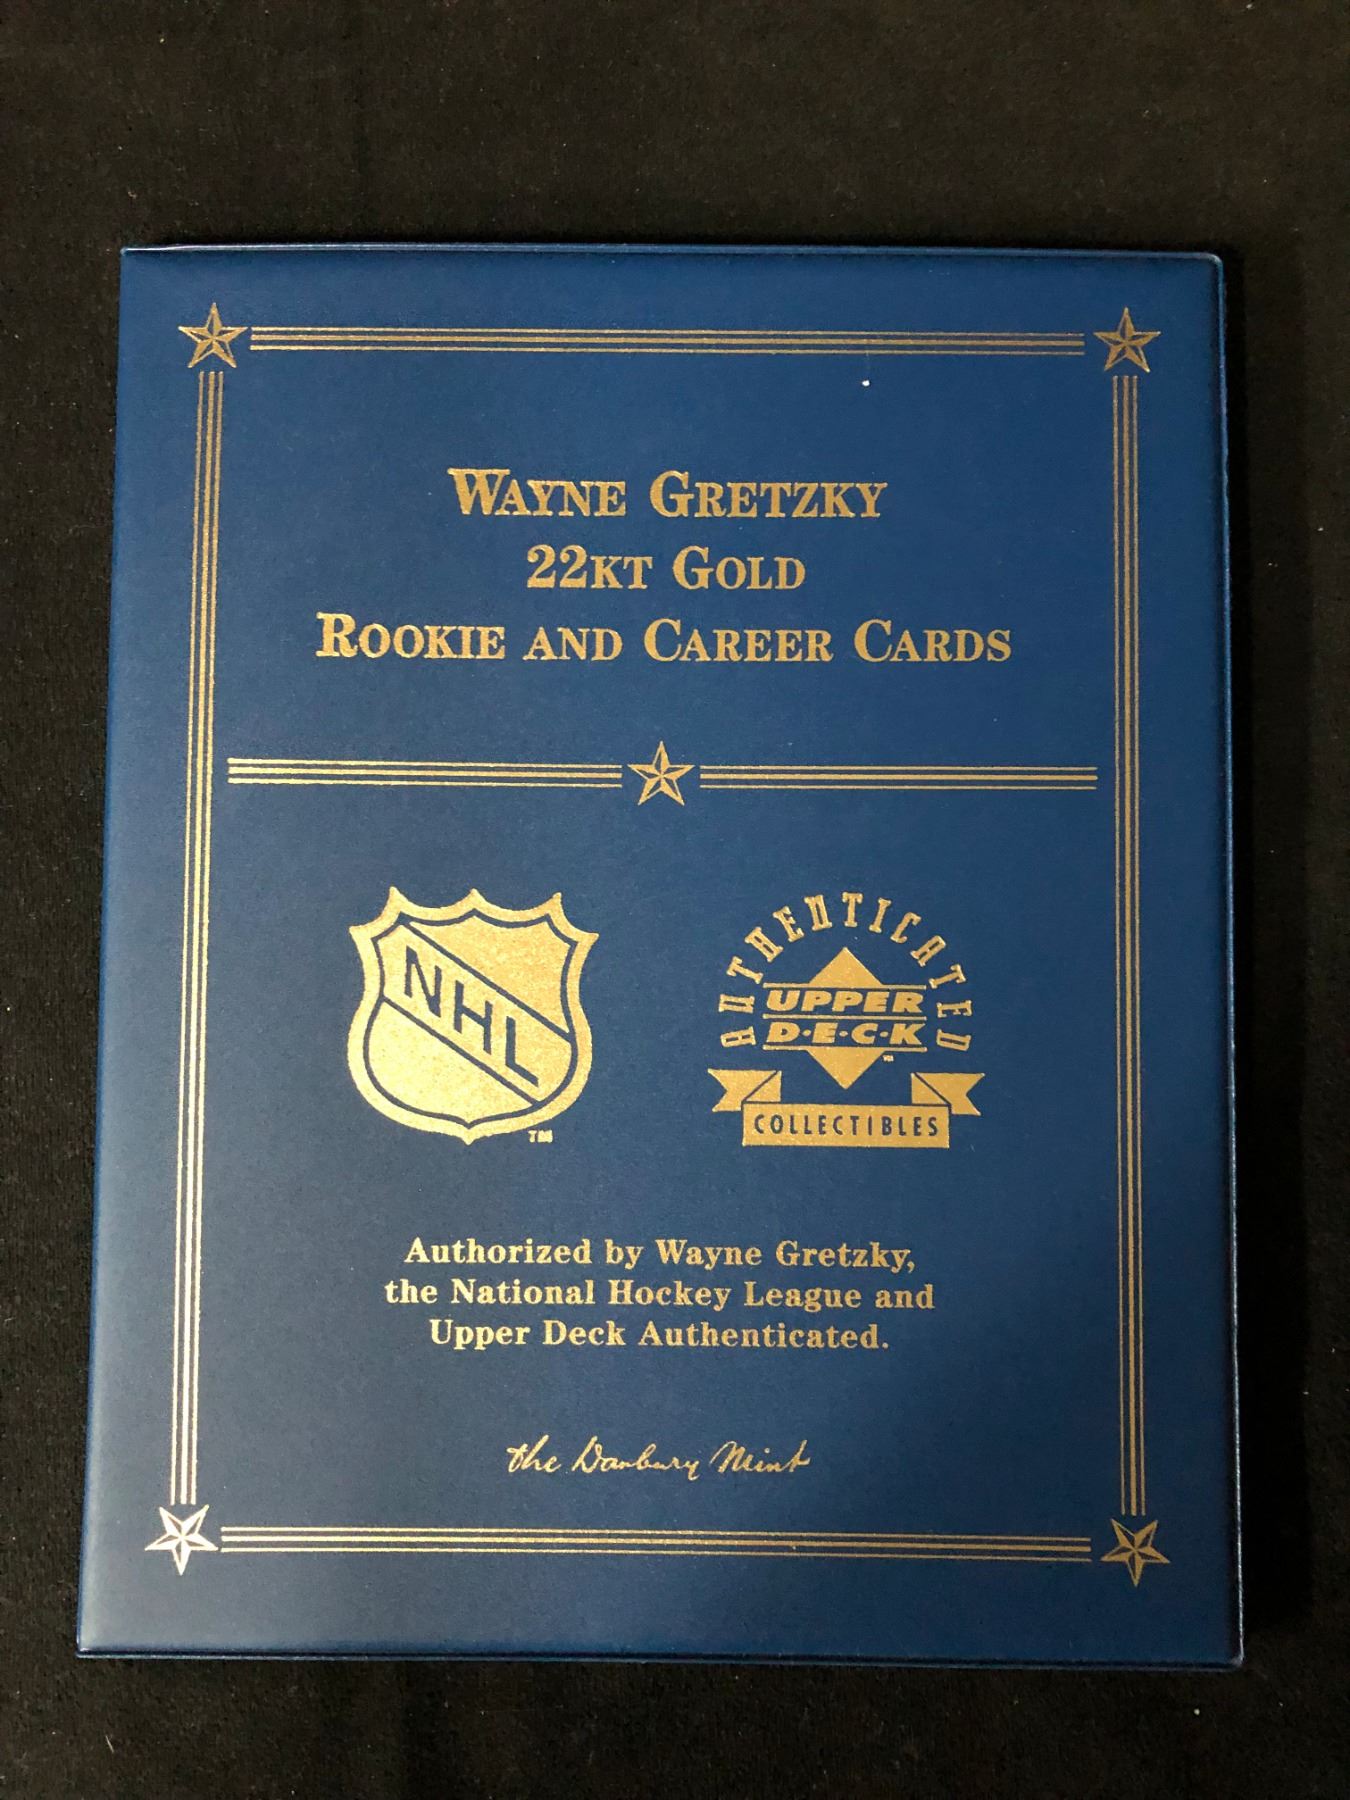 WAYNE GRETZKY
22KT GOLD
ROOKIE AND CAREER CARDS
NHL
TM
AUTHENTICATED
UPPER
D·E·C·K
TM
COLLECTIBLES
Authorized by Wayne Gretzky,
the National Hockey League and
Upper Deck Authenticated.
the Danbury Mint